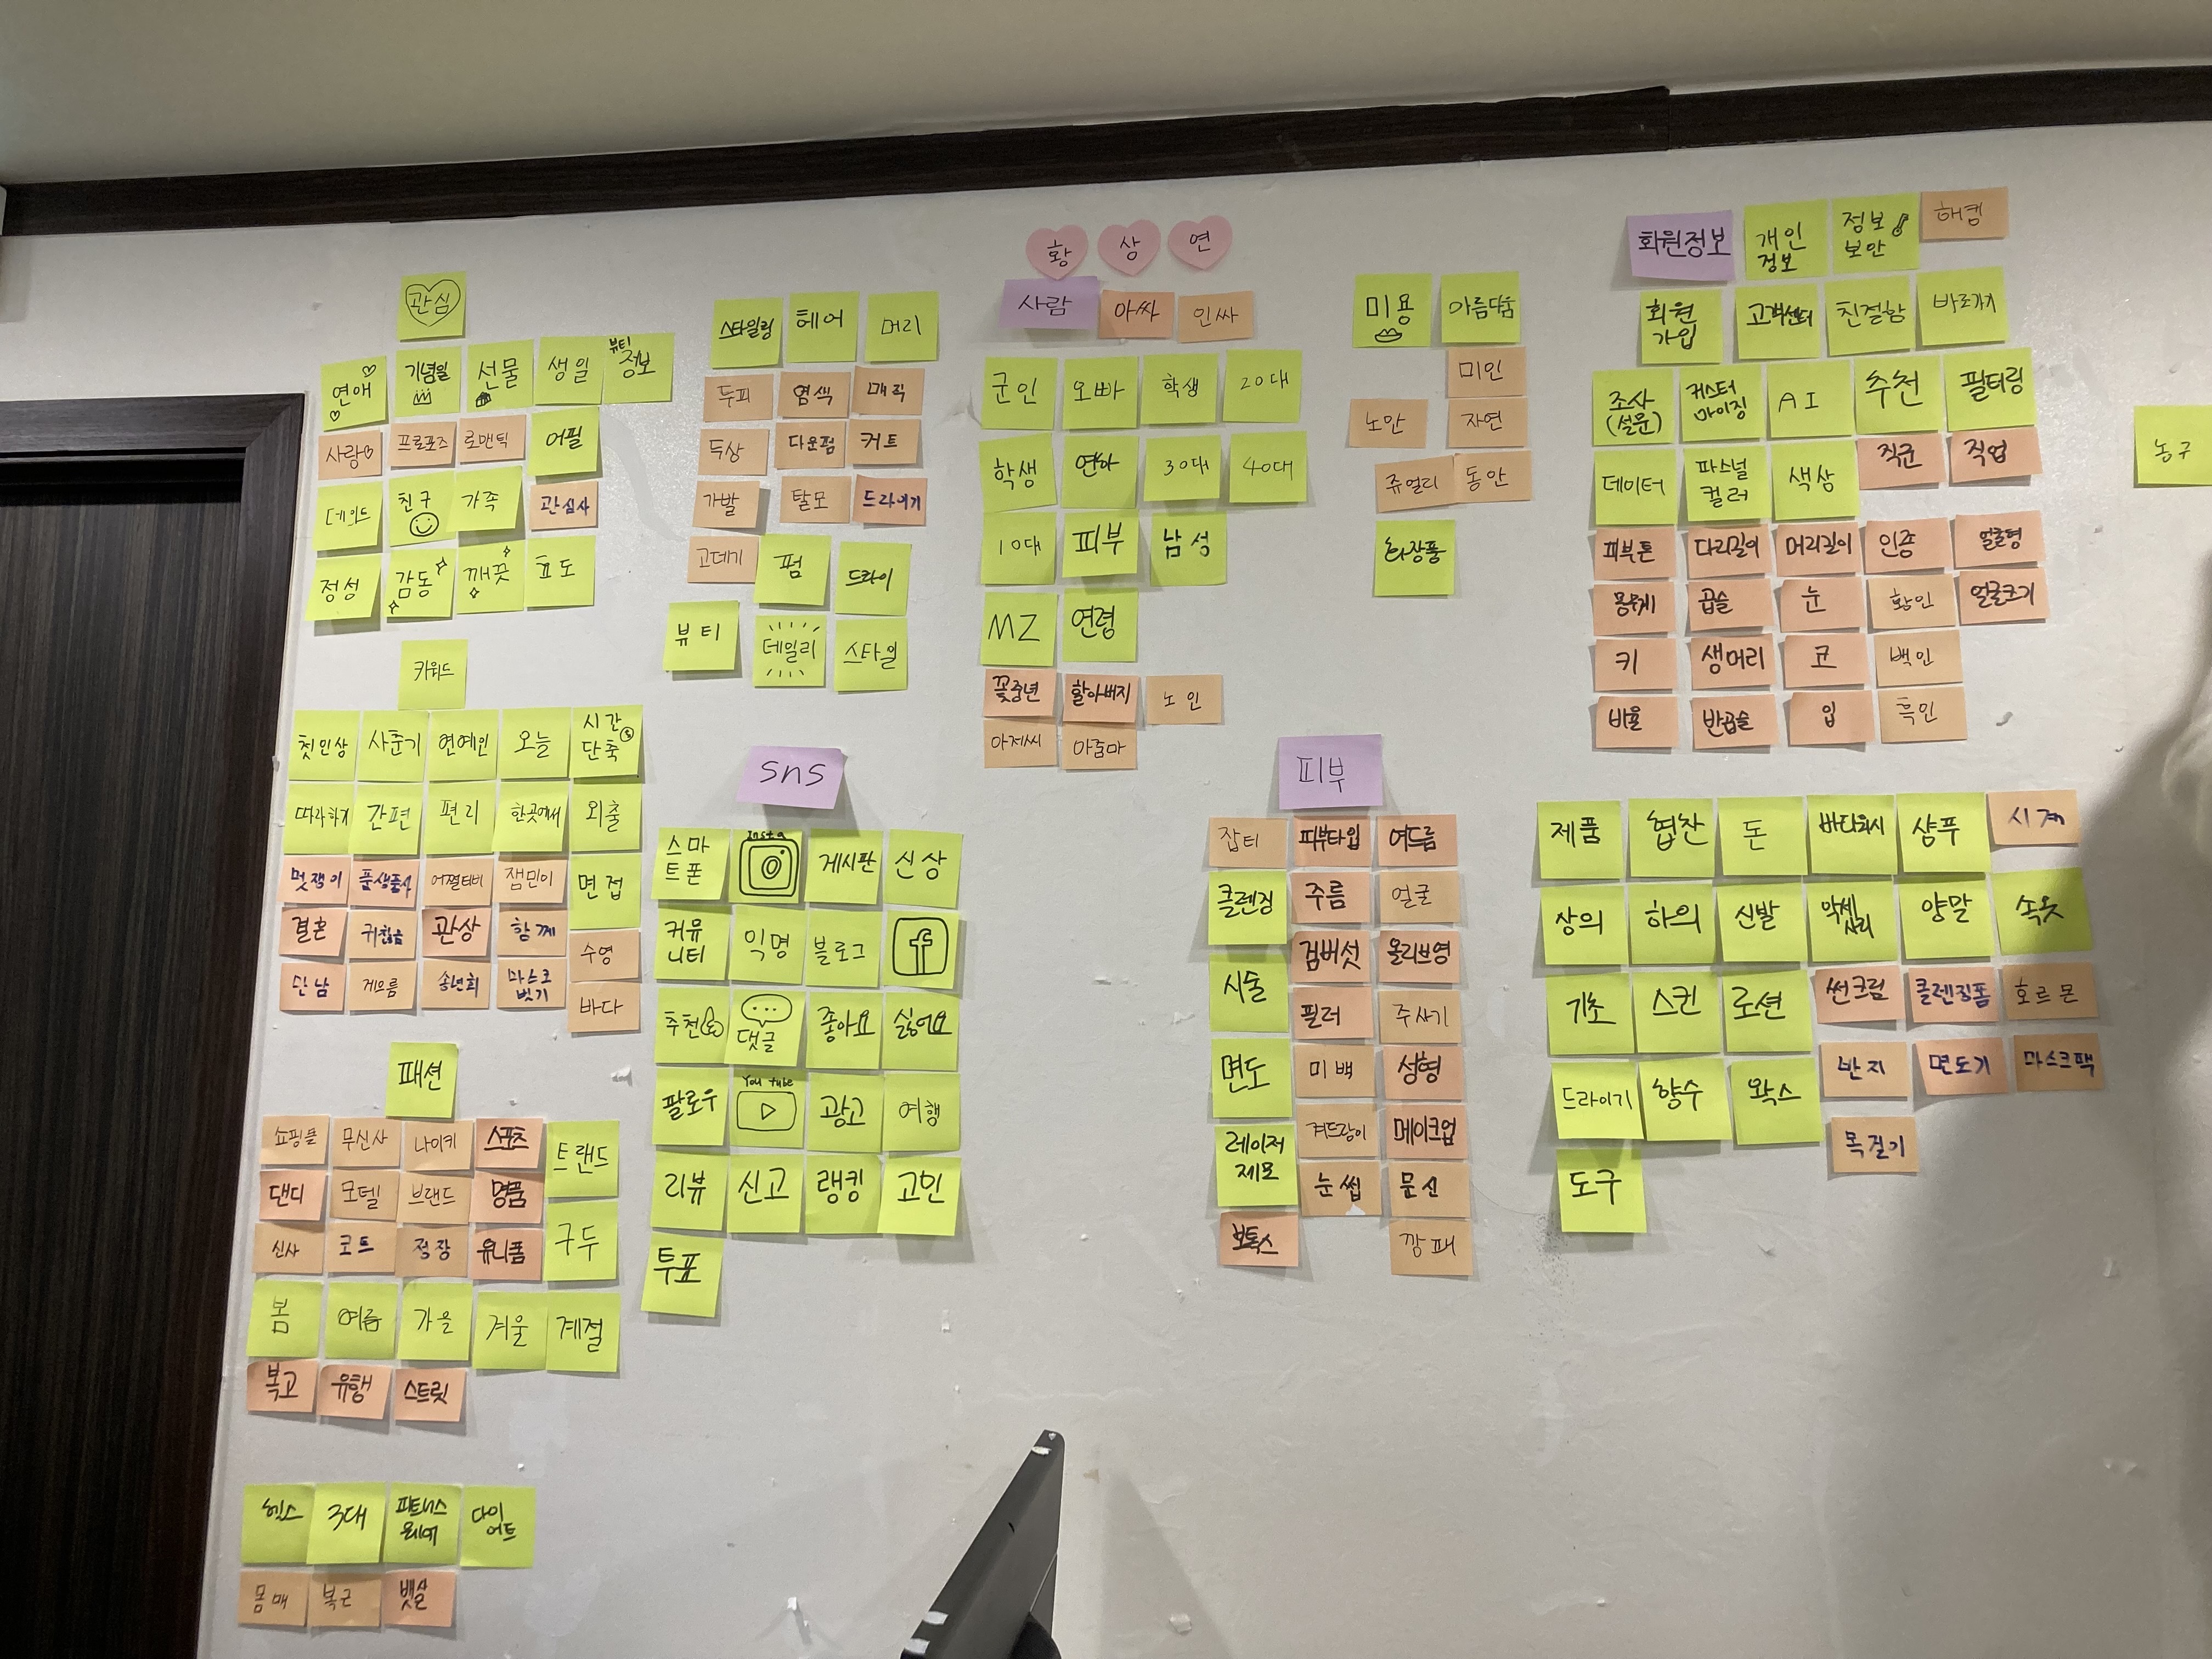 황 상 연
관심
연애 기념일 선물 생일 뷰티 정보
사랑 프로포즈 로맨틱 어필
데이트 친구 가족 관심사
정성 감동 깨끗 효도
키워드
첫인상 사춘기 연예인 오늘 시간 단축
따라하기 간편 편리 한곳에서 외출
멋쟁이 폼생폼사 어쩔티비 잼민이 면접
결혼 귀찮음 관상 함께 수영
만남 게으름 송년회 마스크 벗기 바다
패션
쇼핑몰 무신사 나이키 스포츠 트랜드
댄디 모델 브랜드 명품
신사 코트 정장 유니폼 구두
봄 여름 가을 겨울 계절
복고 유행 스트릿
헬스 3대 다이어트
몸매 복근 뱃살
스타일링 헤어 머리
두피 염색 매직
두상 다운펌 커트
가발 탈모 드라이기
고데기 펌 드라이
뷰티 데일리 스타일
sns
스마트폰 Insta 게시판 신상
커뮤니티 익명 블로그 f
추천 댓글 좋아요 싫어요
팔로우 You tube 광고 여행
리뷰 신고 랭킹 고민
투표
사람 아싸 인싸
군인 오빠 학생 20대
학생 연하 30대 40대
10대 피부 남성
MZ 연령
꽃중년 할아버지 노인
아저씨 아줌마
미용 아름다움
미인
노안 자연
쥬얼리 동안
화장품
피부
잡티 피부타입 여드름
클렌징 주름 얼굴
검버섯 올리브영
시술 필러 주사기
면도 미백 성형
레이저 제모 겨드랑이 메이크업
눈썹 문신
보톡스 깡패
회원정보 개인정보 정보보안 해킹
회원가입 고객센터 친절함 바로가기
조사(설문) 커스터마이징 AI 추천 필터링
데이터 퍼스널컬러 색상 직군 직업
피부톤 다리길이 머리길이 인종 얼굴형
몸무게 곱슬 눈 황인 얼굴크기
키 생머리 코 백인
비율 반곱슬 입 흑인
제품 협찬 돈 바디워시 샴푸 시계
상의 하의 신발 악세사리 양말 속옷
기초 스킨 로션 썬크림 클렌징폼 호르몬
드라이기 향수 왁스 반지 면도기 마스크팩
도구 목걸이
농구